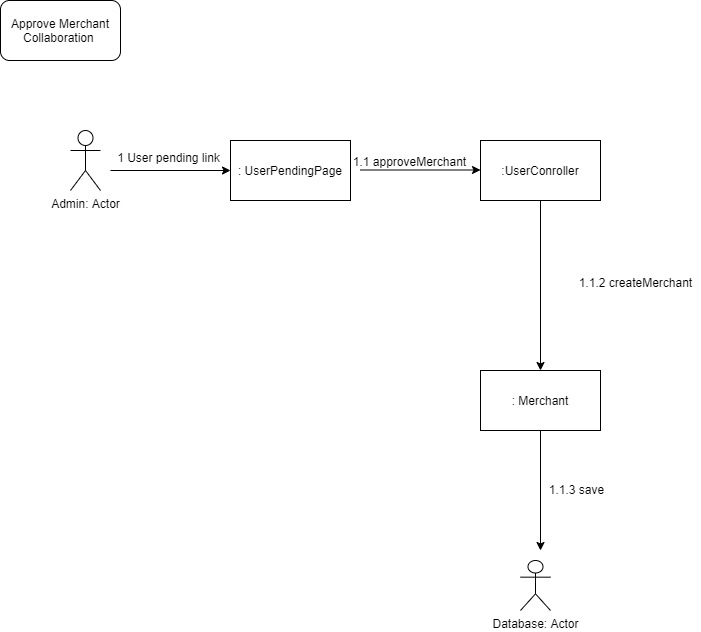 Approve Merchant
Collaboration
1 User pending link
: UserPendingPage
1.1 approveMerchant
:UserConroller
Admin: Actor
1.1.2 createMerchant
: Merchant
1.1.3 save
Database: Actor